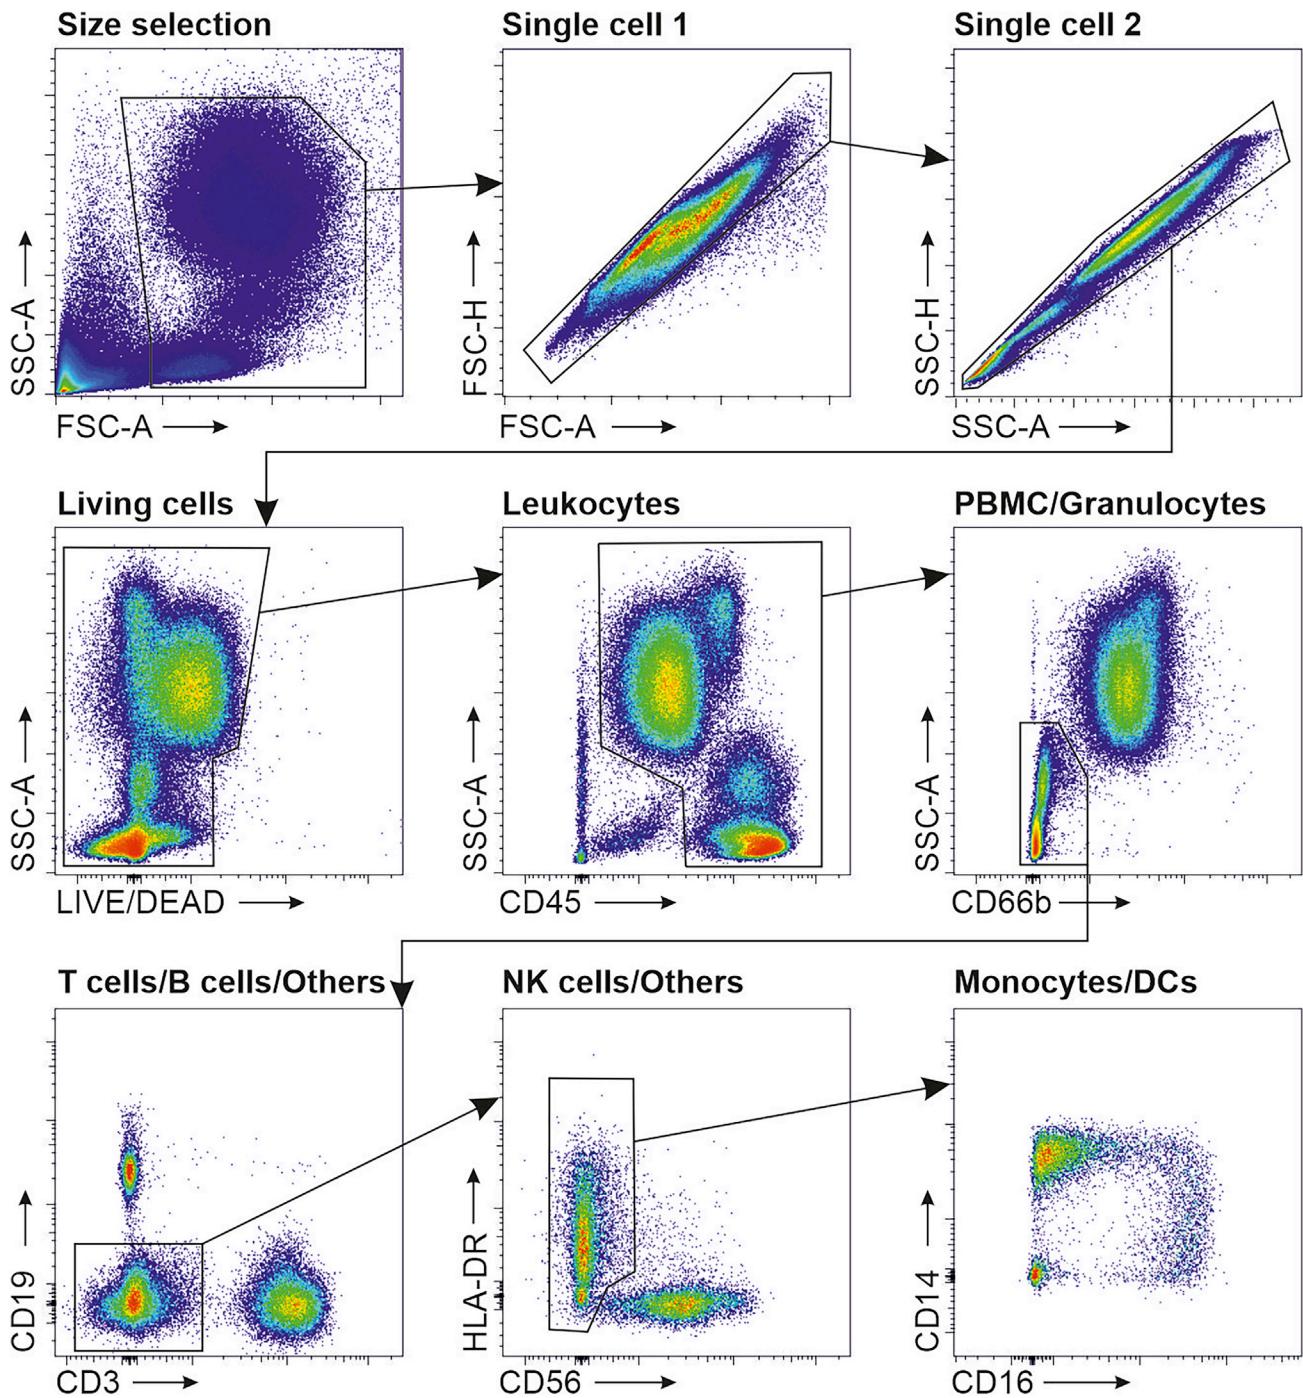 Size selection
Single cell 1
Single cell 2
SSC-A
FSC-H
SSC-H
FSC-A
FSC-A
SSC-A
Living cells
Leukocytes
PBMC/Granulocytes
SSC-A
SSC-A
SSC-A
LIVE/DEAD
CD45
CD66b
T cells/B cells/Others
NK cells/Others
Monocytes/DCs
CD19
HLA-DR
CD14
CD3
CD56
CD16